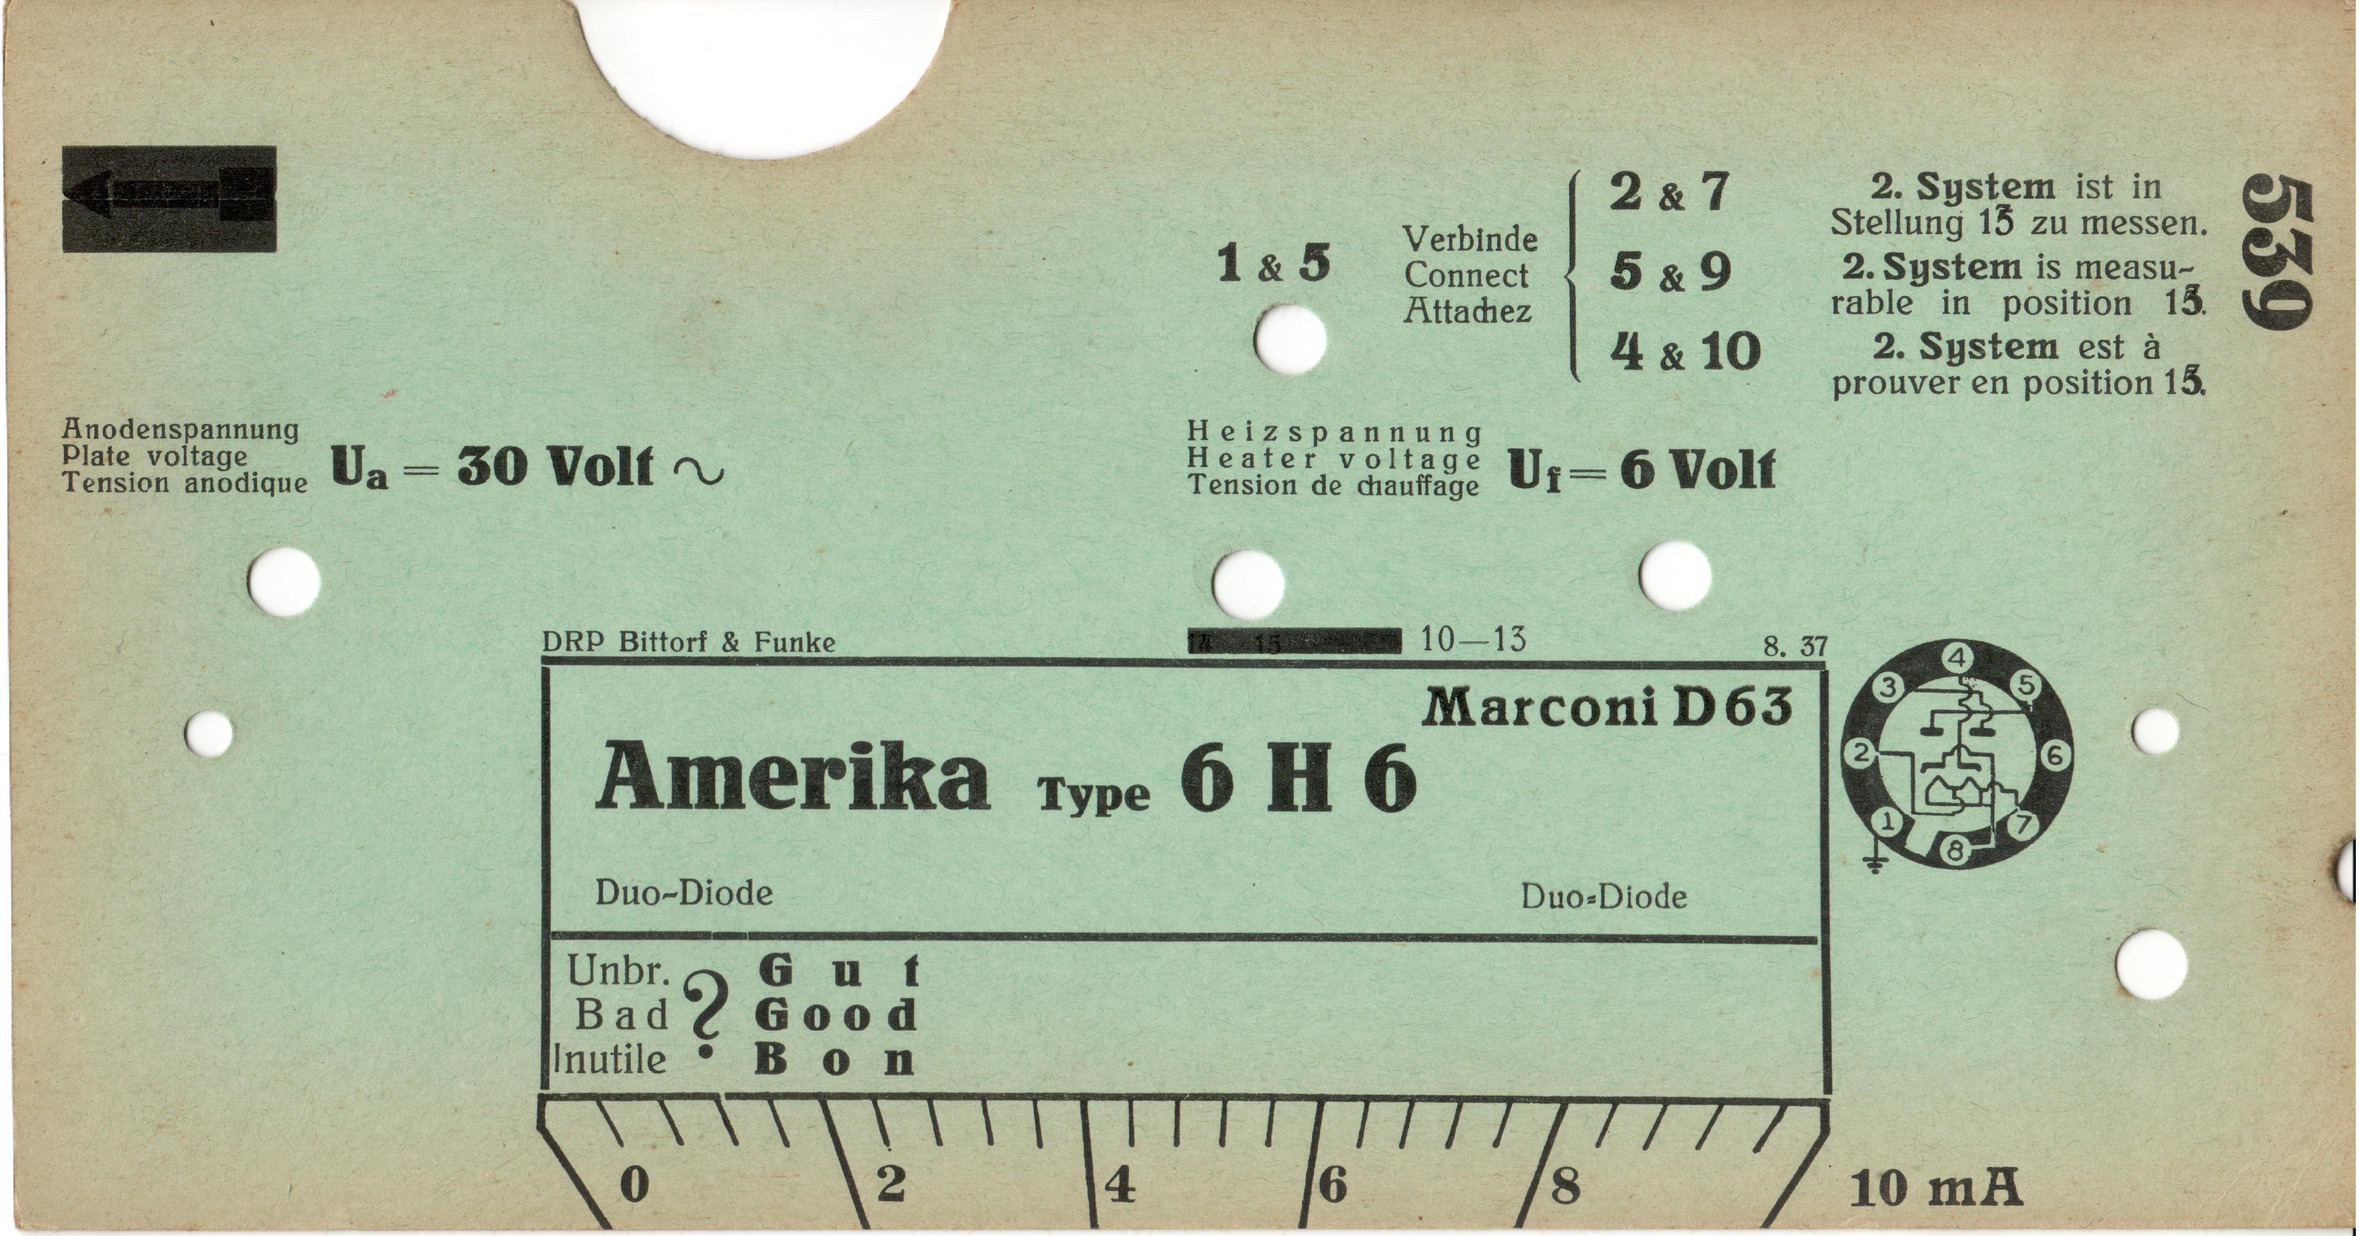 1 & 5
Verbinde
Connect
Attachez
2 & 7
5 & 9
4 & 10
2. System ist in
Stellung 15 zu messen.
2. System is measu-
rable in position 15.
2. System est à
prouver en position 15.
539
Anodenspannung
Plate voltage
Tension anodique
Ua = 30 Volt ~
Heizspannung
Heater voltage
Tension de chauffage
Uf = 6 Volt
DRP Bittorf & Funke
14 15
10—13
8. 37
Marconi D63
Amerika Type 6 H 6
Duo-Diode
Duo=Diode
4
3
5
2
6
1
7
8
Unbr.
Bad
Inutile
?
Gut
Good
Bon
0 2 4 6 8 10 mA